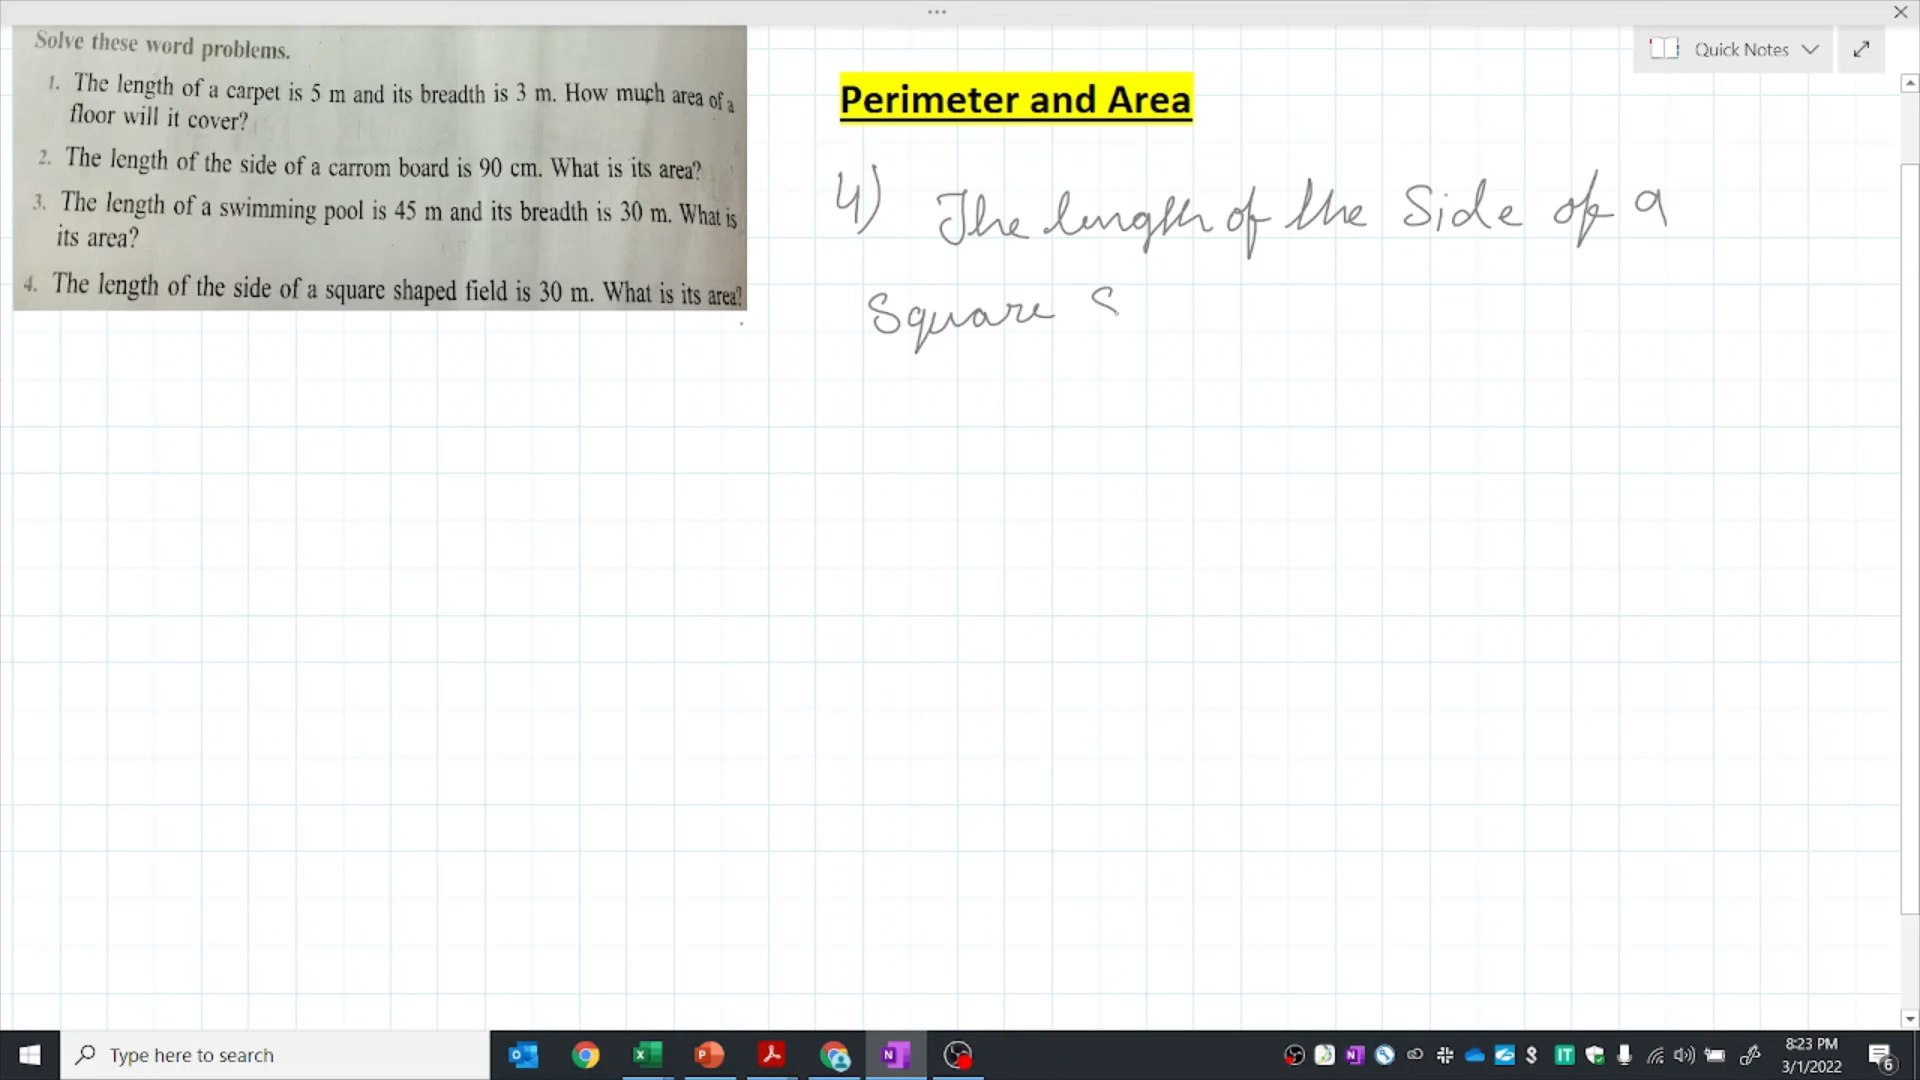 Quick Notes
Solve these word problems.
1. The length of a carpet is 5 m and its breadth is 3 m. How much area of a
floor will it cover?
2. The length of the side of a carrom board is 90 cm. What is its area?
3. The length of a swimming pool is 45 m and its breadth is 30 m. What is
its area?
4. The length of the side of a square shaped field is 30 m. What is its area?
Perimeter and Area
4) The length of the Side of a
Square S
Type here to search
8:23 PM
3/1/2022
6